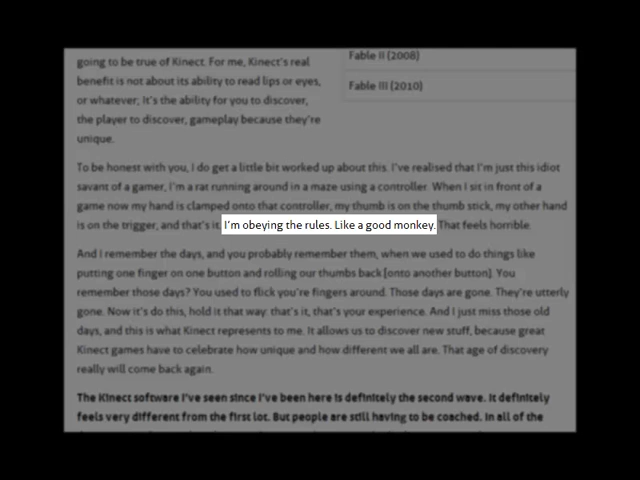 going to be true of Kinect. For me, Kinect's real
benefit is not about its ability to read lips or eyes,
or whatever; It's the ability for you to discover,
the player to discover, gameplay because they're
unique.
Fable II (2008)
Fable III (2010)
To be honest with you, I do get a little bit worked up about this. I've realised that I'm just this idiot
savant of a gamer, I'm a rat running around in a maze using a controller. When I sit in front of a
game now my hand is clamped onto that controller, my thumb is on the thumb stick, my other hand
is on the trigger, and that's it. I'm obeying the rules. Like a good monkey. That feels horrible.
And I remember the days, and you probably remember them, when we used to do things like
putting one finger on one button and rolling our thumbs back [onto another button]. You
remember those days? You used to flick you're fingers around. Those days are gone. They're utterly
gone. Now it's do this, hold it that way: that's it, that's your experience. And I just miss those old
days, and this is what Kinect represents to me. It allows us to discover new stuff, because great
Kinect games have to celebrate how unique and how different we all are. That age of discovery
really will come back again.
The Kinect software I've seen since I've been here is definitely the second wave. It definitely
feels very different from the first lot. But people are still having to be coached. In all of the